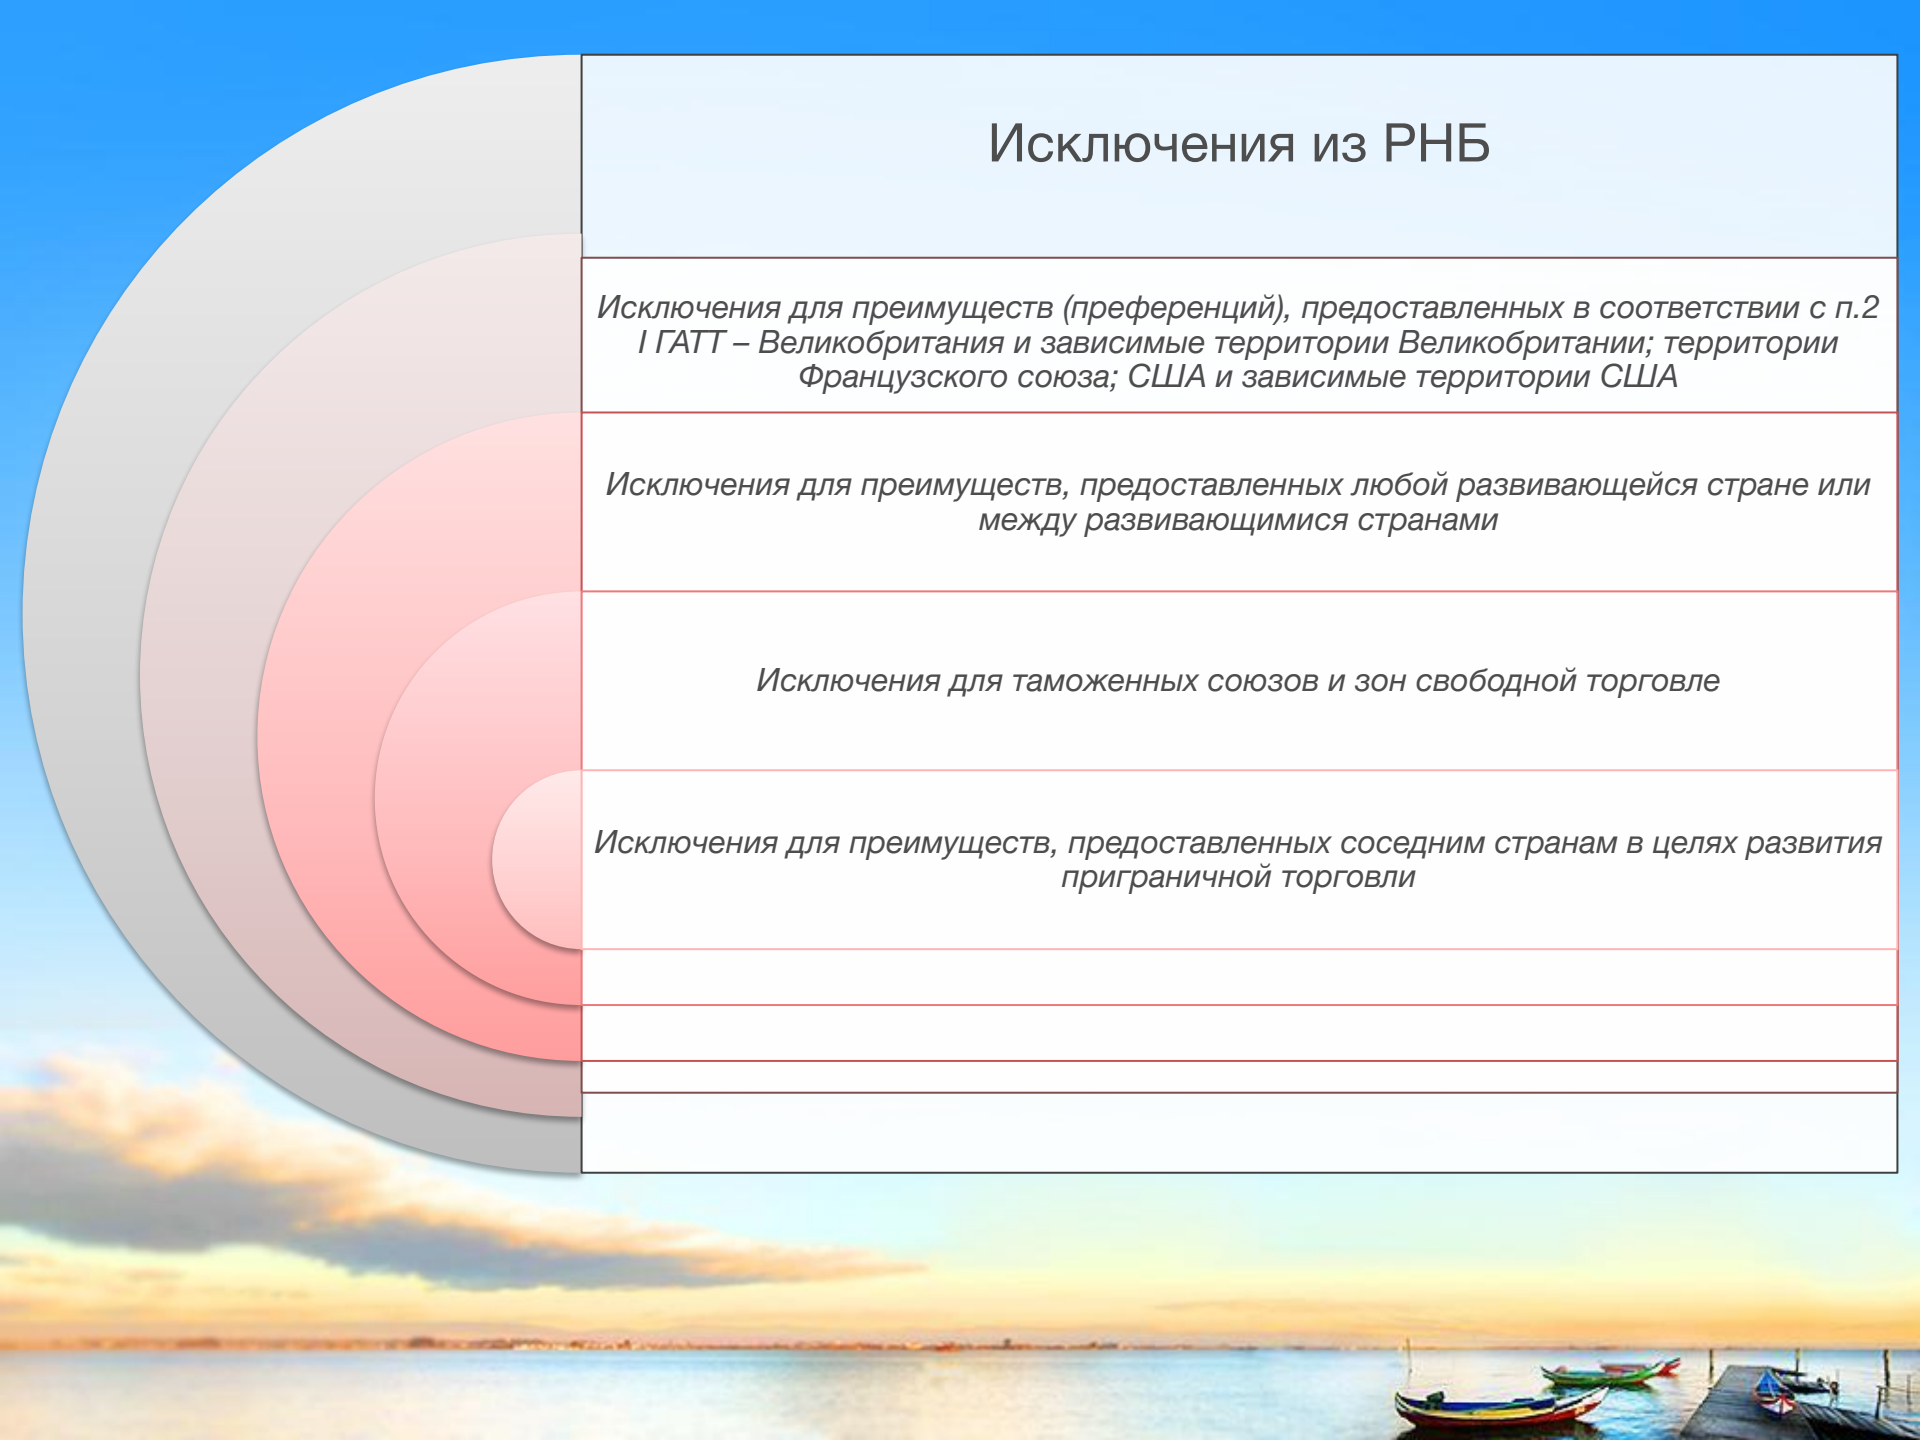 Исключения из РНБ
Исключения для преимуществ (преференций), предоставленных в соответствии с п.2
I ГАТТ – Великобритания и зависимые территории Великобритании; территории
Французского союза; США и зависимые территории США
Исключения для преимуществ, предоставленных любой развивающейся стране или
между развивающимися странами
Исключения для таможенных союзов и зон свободной торговле
Исключения для преимуществ, предоставленных соседним странам в целях развития
приграничной торговли